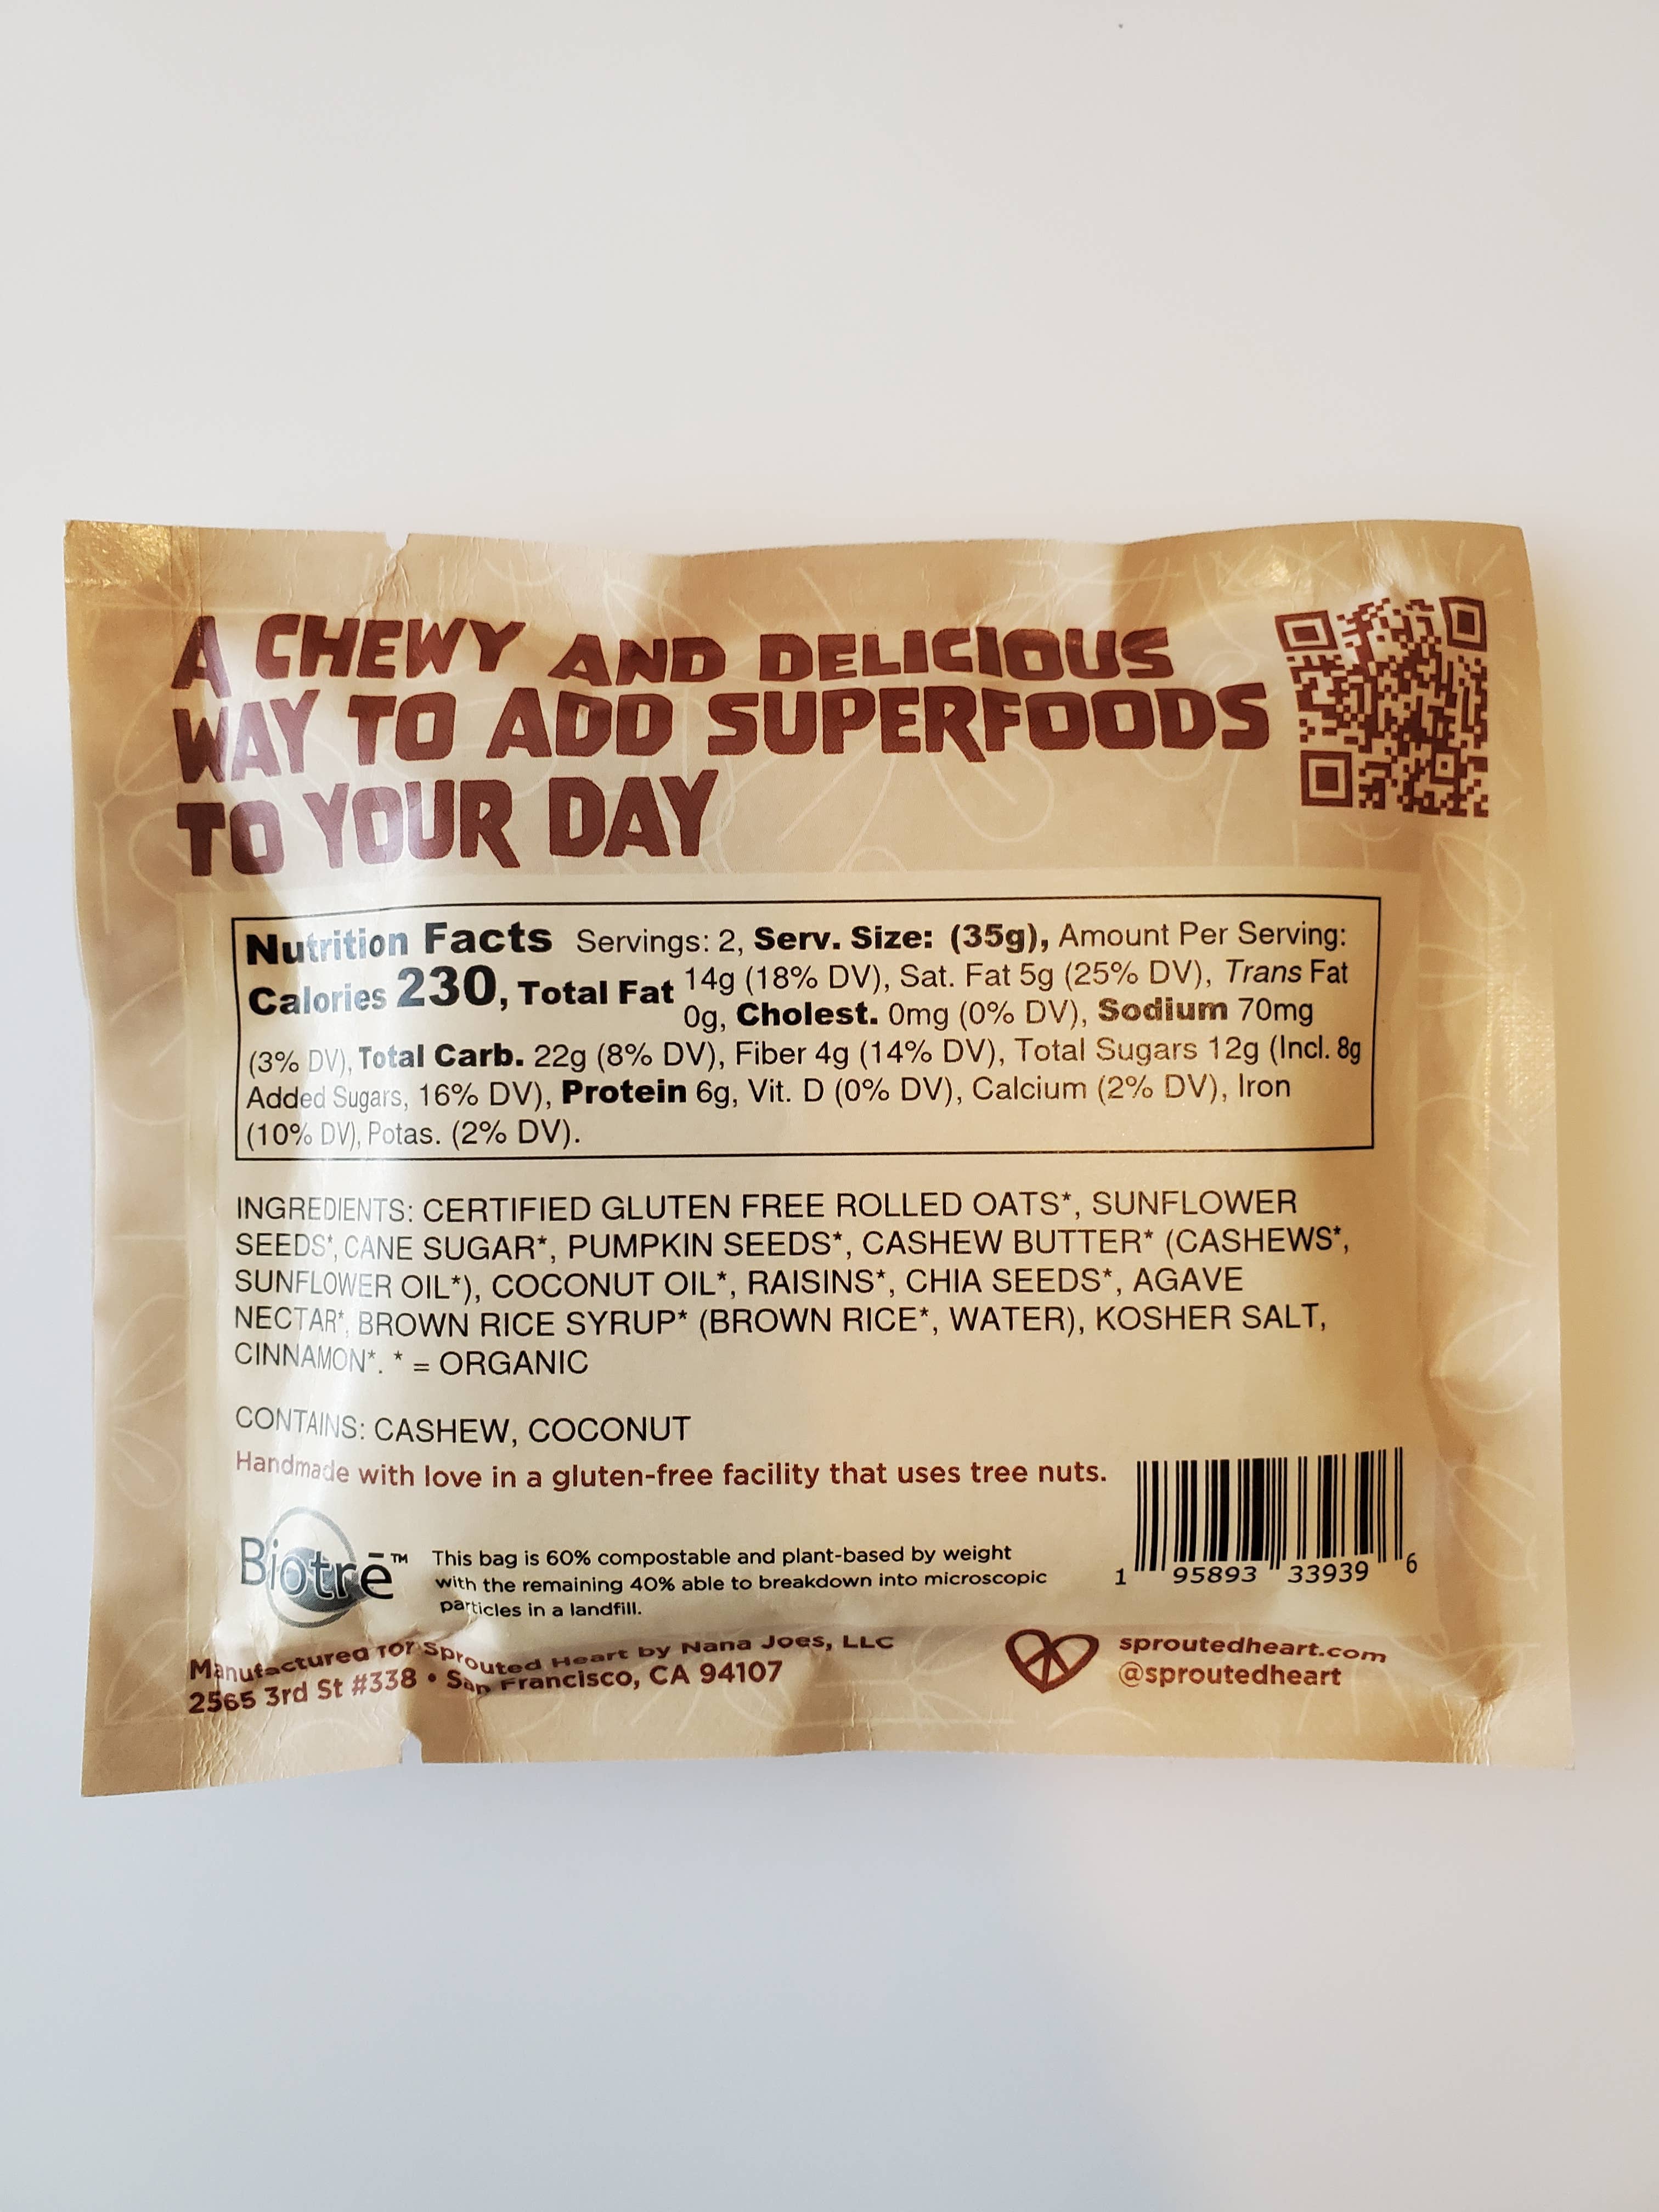 A CHEWY AND DELICIOUS
WAY TO ADD SUPERFOODS
TO YOUR DAY
Nutrition Facts Servings: 2, Serv. Size: (35g), Amount Per Serving:
Calories 230, Total Fat 14g (18% DV), Sat. Fat 5g (25% DV), Trans Fat
0g, Cholest. 0mg (0% DV), Sodium 70mg
(3% DV), Total Carb. 22g (8% DV), Fiber 4g (14% DV), Total Sugars 12g (Incl. 8g
Added Sugars, 16% DV), Protein 6g, Vit. D (0% DV), Calcium (2% DV), Iron
(10% DV), Potas. (2% DV).
INGREDIENTS: CERTIFIED GLUTEN FREE ROLLED OATS*, SUNFLOWER
SEEDS*, CANE SUGAR*, PUMPKIN SEEDS*, CASHEW BUTTER* (CASHEWS*,
SUNFLOWER OIL*), COCONUT OIL*, RAISINS*, CHIA SEEDS*, AGAVE
NECTAR*, BROWN RICE SYRUP* (BROWN RICE*, WATER), KOSHER SALT,
CINNAMON*. * = ORGANIC
CONTAINS: CASHEW, COCONUT
Handmade with love in a gluten-free facility that uses tree nuts.
Biotrē™
This bag is 60% compostable and plant-based by weight
with the remaining 40% able to breakdown into microscopic
particles in a landfill.
1 95893 33939 6
Manufactured for Sprouted Heart by Nana Joes, LLC
2565 3rd St #338 • San Francisco, CA 94107
sproutedheart.com
@sproutedheart